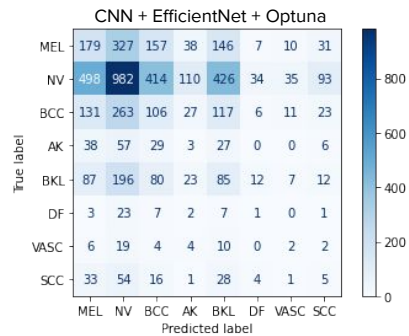 CNN + EfficientNet + Optuna
MEL 179 327 157 38 146 7 10 31
NV 498 982 414 110 426 34 35 93
BCC 131 263 106 27 117 6 11 23
AK 38 57 29 3 27 0 0 6
BKL 87 196 80 23 85 12 7 12
DF 3 23 7 2 7 1 0 1
VASC 6 19 4 4 10 0 2 2
SCC 33 54 16 1 28 4 1 5
MEL NV BCC AK BKL DF VASC SCC
Predicted label
True label
800
600
400
200
0